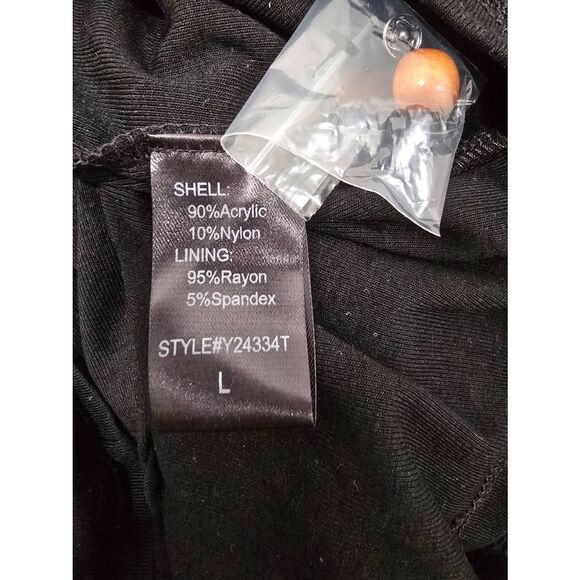 SHELL:
90%Acrylic
10%Nylon
LINING:
95%Rayon
5%Spandex
STYLE#Y24334T
L